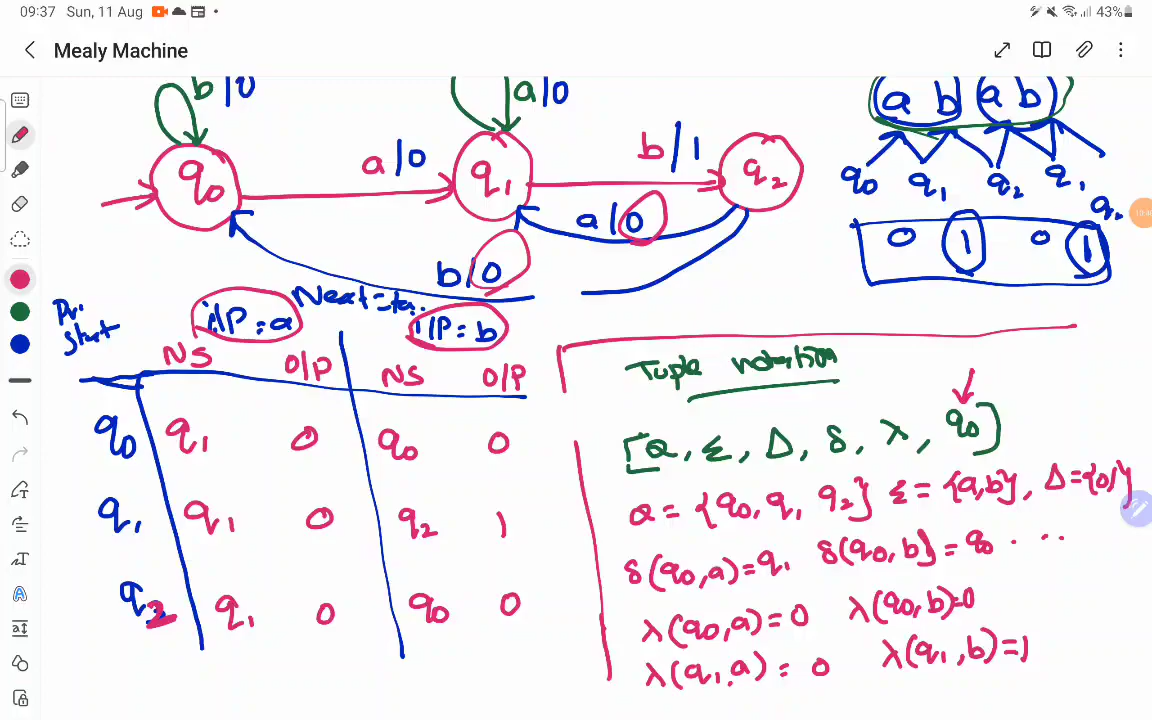 09:37 Sun, 11 Aug
43%
Mealy Machine
b/0
a/0
a b a b
a/0
b/1
q0
q1
q2
q0 q1 q2 q1
a/0
b/0
0 1 0 1
Next
i/P = a
i/P = b
NS O/P NS O/P
Tuple notation
q0 q1 0 q0 0
[Q, Σ, Δ, δ, λ, q0]
q1 q1 0 q2 1
Q = {q0, q1, q2} Σ = {a,b}, Δ = {0,1}
δ(q0,a) = q1 δ(q0,b) = q0 .....
q2 q1 0 q0 0
λ(q0,a) = 0 λ(q0,b) = 0
λ(q1,a) = 0 λ(q1,b) = 1